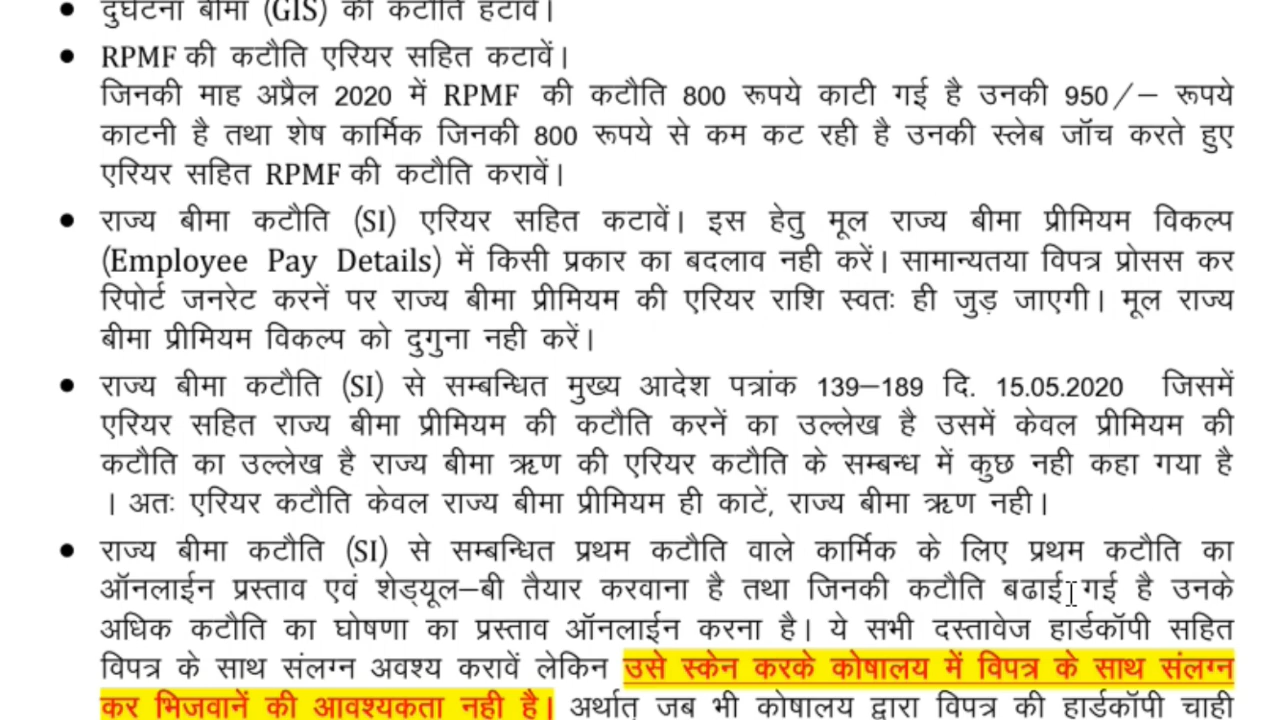 • दुर्घटना बीमा (GIS) की कटौति हटावें।
• RPMF की कटौति एरियर सहित कटावें।
जिनकी माह अप्रैल 2020 में RPMF की कटौति 800 रूपये काटी गई है उनकी 950/– रूपये
काटनी है तथा शेष कार्मिक जिनकी 800 रूपये से कम कट रही है उनकी स्लेब जॉच करते हुए
एरियर सहित RPMF की कटौति करावें।
• राज्य बीमा कटौति (SI) एरियर सहित कटावें। इस हेतु मूल राज्य बीमा प्रीमियम विकल्प
(Employee Pay Details) में किसी प्रकार का बदलाव नही करें। सामान्यतया विपत्र प्रोसस कर
रिपोर्ट जनरेट करनें पर राज्य बीमा प्रीमियम की एरियर राशि स्वतः ही जुड़ जाएगी। मूल राज्य
बीमा प्रीमियम विकल्प को दुगुना नही करें।
• राज्य बीमा कटौति (SI) से सम्बन्धित मुख्य आदेश पत्रांक 139–189 दि. 15.05.2020 जिसमें
एरियर सहित राज्य बीमा प्रीमियम की कटौति करनें का उल्लेख है उसमें केवल प्रीमियम की
कटौति का उल्लेख है राज्य बीमा ऋण की एरियर कटौति के सम्बन्ध में कुछ नही कहा गया है
। अतः एरियर कटौति केवल राज्य बीमा प्रीमियम ही काटें, राज्य बीमा ऋण नही।
• राज्य बीमा कटौति (SI) से सम्बन्धित प्रथम कटौति वाले कार्मिक के लिए प्रथम कटौति का
ऑनलाईन प्रस्ताव एवं शेड्यूल–बी तैयार करवाना है तथा जिनकी कटौति बढाई गई है उनके
अधिक कटौति का घोषणा का प्रस्ताव ऑनलाईन करना है। ये सभी दस्तावेज हार्डकॉपी सहित
विपत्र के साथ संलग्न अवश्य करावें लेकिन उसे स्केन करके कोषालय में विपत्र के साथ संलग्न
कर भिजवानें की आवश्यकता नही है। अर्थात् जब भी कोषालय द्वारा विपत्र की हार्डकॉपी चाही